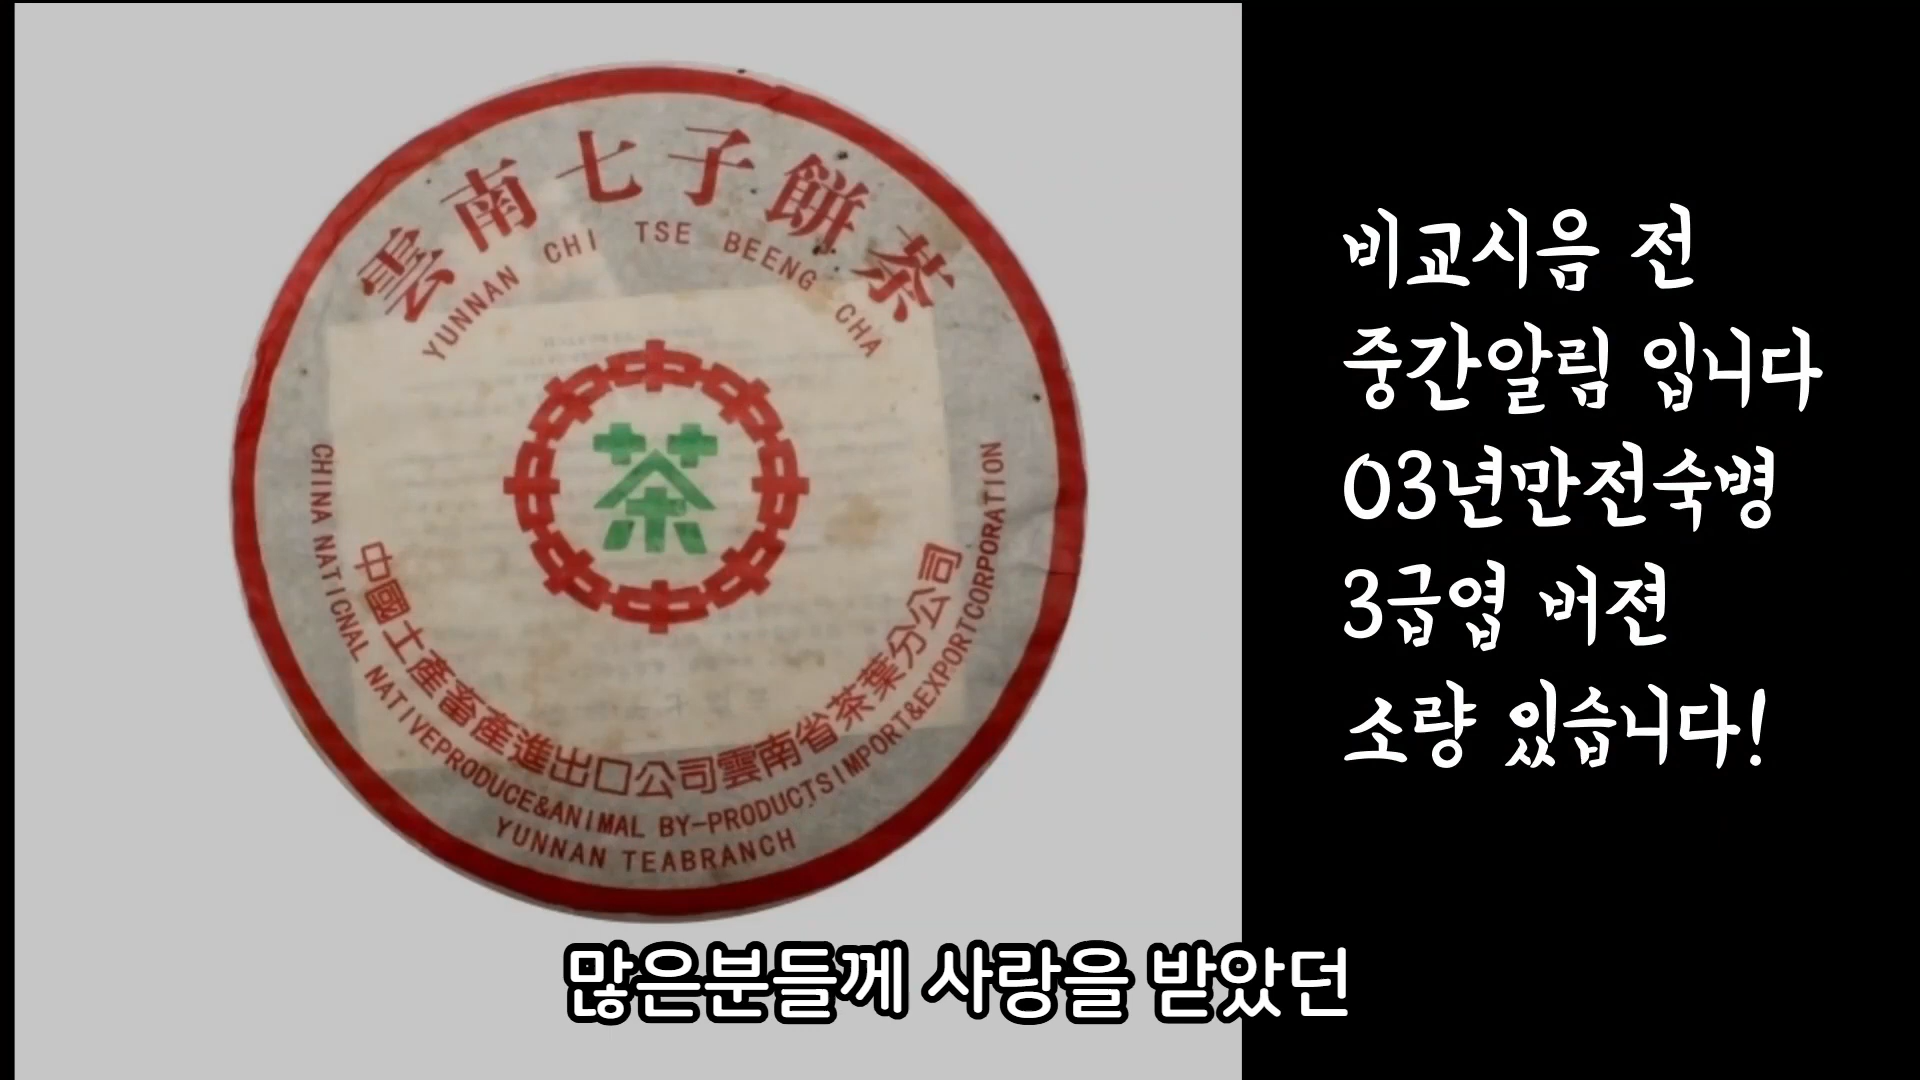 雲南七子餅茶
YUNNAN CHI TSE BEENG CHA
茶
中國土產畜產進出口公司雲南省茶葉分公司
CHINA NATICNAL NATIVEPRODUCE&ANIMAL BY-PRODUCTSIMPORT&EXPORTCORPORATION
YUNNAN TEABRANCH
비교시음 전
중간알림 입니다
03년만전숙병
3급엽 버젼
소량 있습니다!
많은분들께 사랑을 받았던